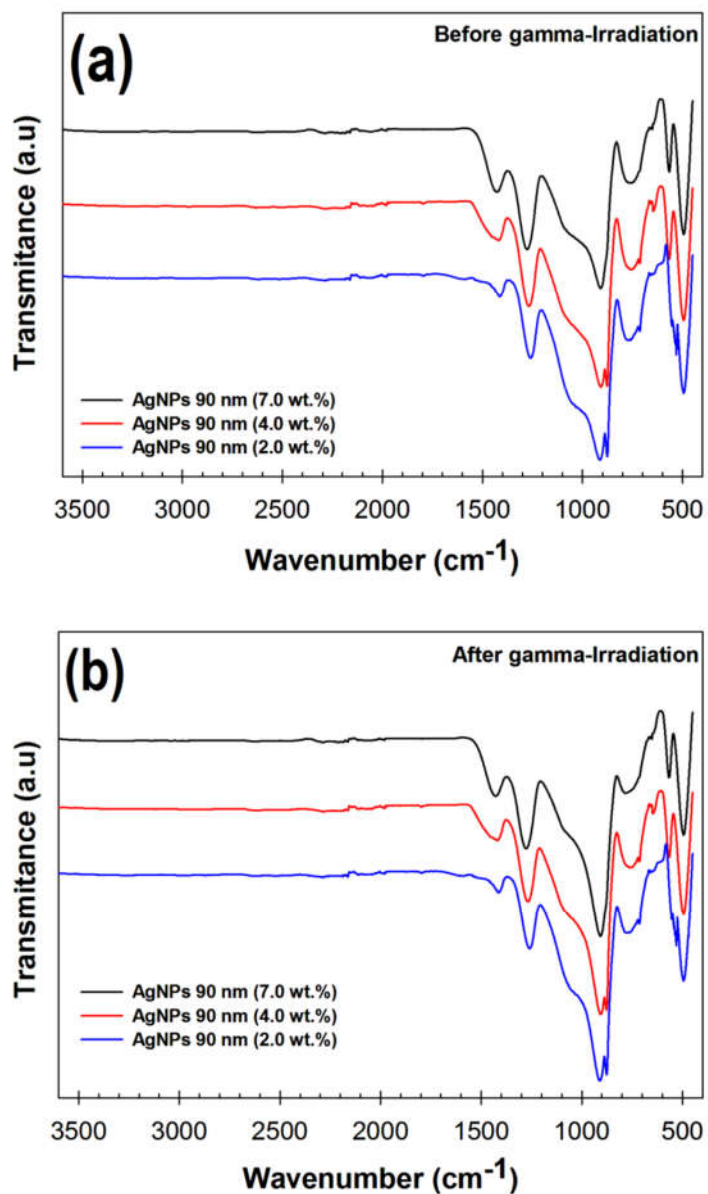 (a)
Before gamma-Irradiation
Transmitance (a.u)
AgNPs 90 nm (7.0 wt.%)
AgNPs 90 nm (4.0 wt.%)
AgNPs 90 nm (2.0 wt.%)
3500 3000 2500 2000 1500 1000 500
Wavenumber (cm⁻¹)
(b)
After gamma-Irradiation
Transmitance (a.u)
AgNPs 90 nm (7.0 wt.%)
AgNPs 90 nm (4.0 wt.%)
AgNPs 90 nm (2.0 wt.%)
3500 3000 2500 2000 1500 1000 500
Wavenumber (cm⁻¹)